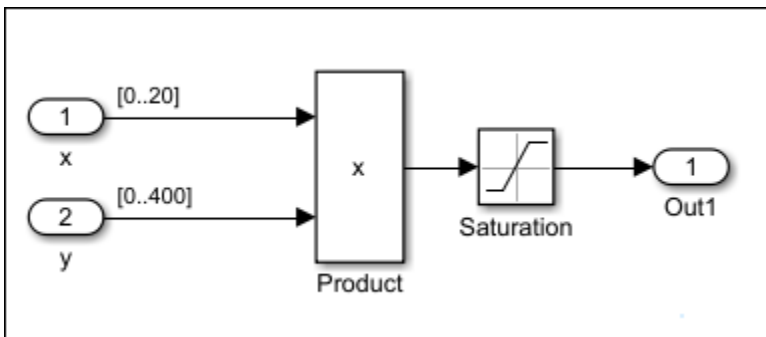 [0..20]
1
x
[0..400]
2
y
x
Product
Saturation
1
Out1